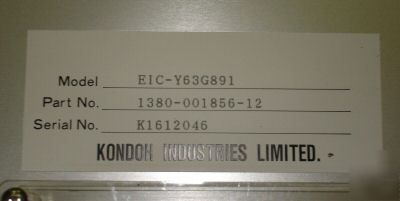 Model EIC-Y63G891
Part No. 1380-001856-12
Serial No. K1612046
KONDOH INDUSTRIES LIMITED.